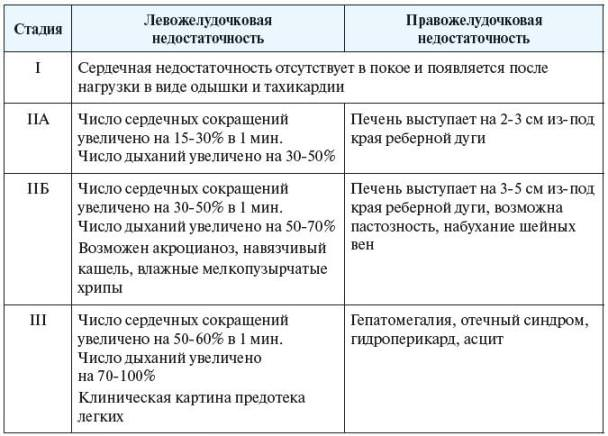 Стадия
Левожелудочковая
недостаточность
Правожелудочковая
недостаточность
I
Сердечная недостаточность отсутствует в покое и появляется после
нагрузки в виде одышки и тахикардии
IIА
Число сердечных сокращений
увеличено на 15-30% в 1 мин.
Число дыханий увеличено на 30-50%
Печень выступает на 2-3 см из-под
края реберной дуги
IIБ
Число сердечных сокращений
увеличено на 30-50% в 1 мин.
Число дыханий увеличено на 50-70%
Возможен акроцианоз, навязчивый
кашель, влажные мелкопузырчатые
хрипы
Печень выступает на 3-5 см из-под
края реберной дуги, возможна
пастозность, набухание шейных
вен
III
Число сердечных сокращений
увеличено на 50-60% в 1 мин.
Число дыханий увеличено
на 70-100%
Клиническая картина предотека
легких
Гепатомегалия, отечный синдром,
гидроперикард, асцит